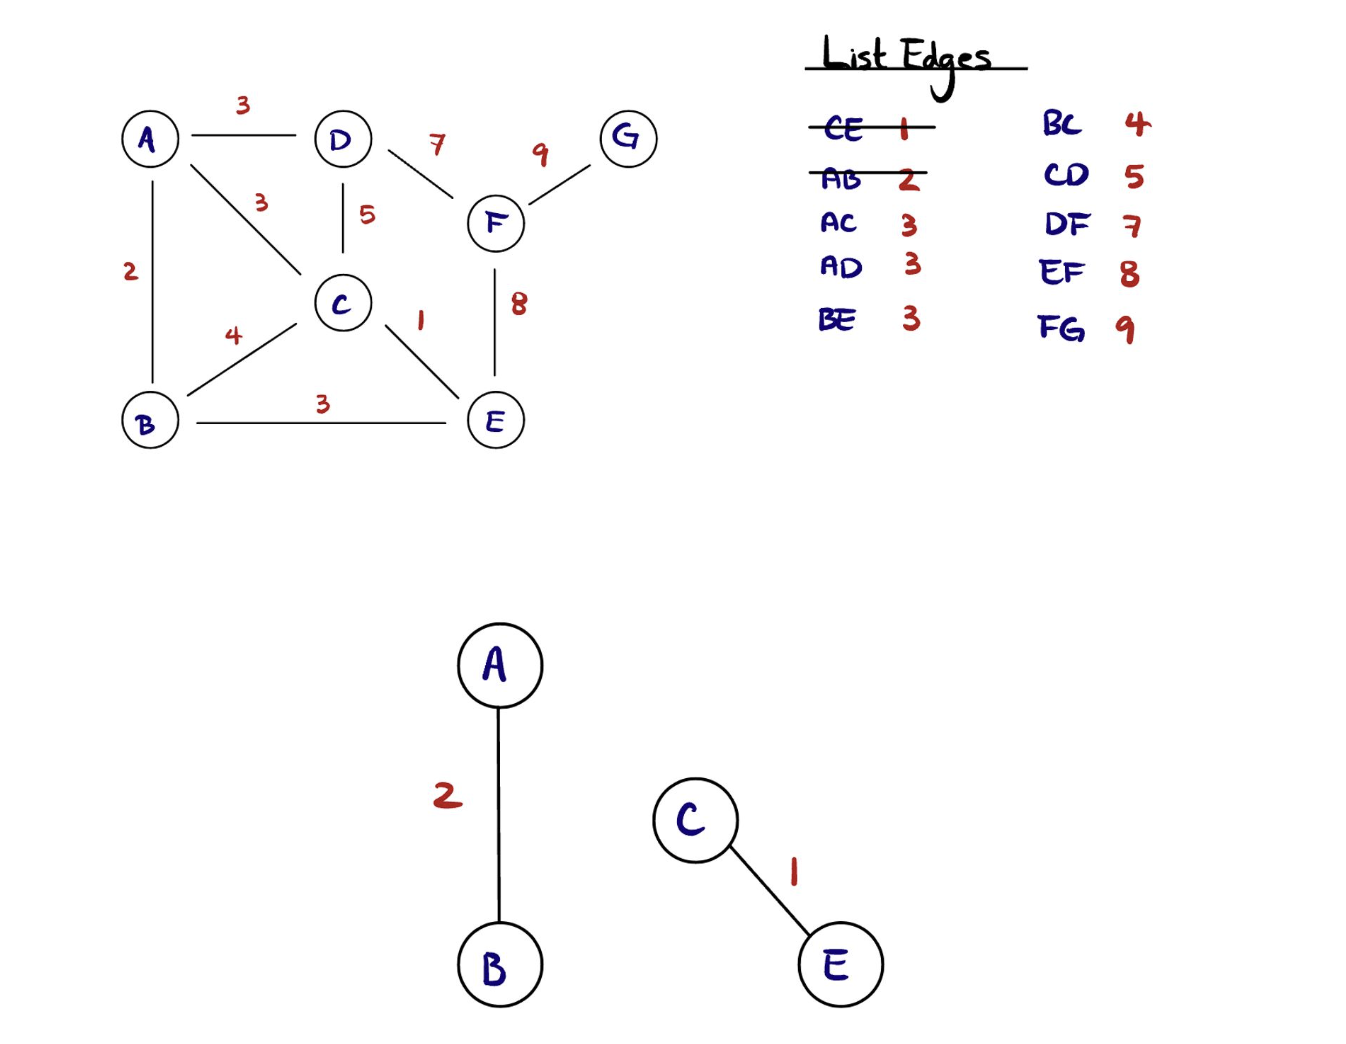 List Edges
CE 1
AB 2
AC 3
AD 3
BE 3
BC 4
CD 5
DF 7
EF 8
FG 9
3
A
D
7
9
G
3
5
F
2
C
1
8
4
3
B
E
A
2
C
1
B
E